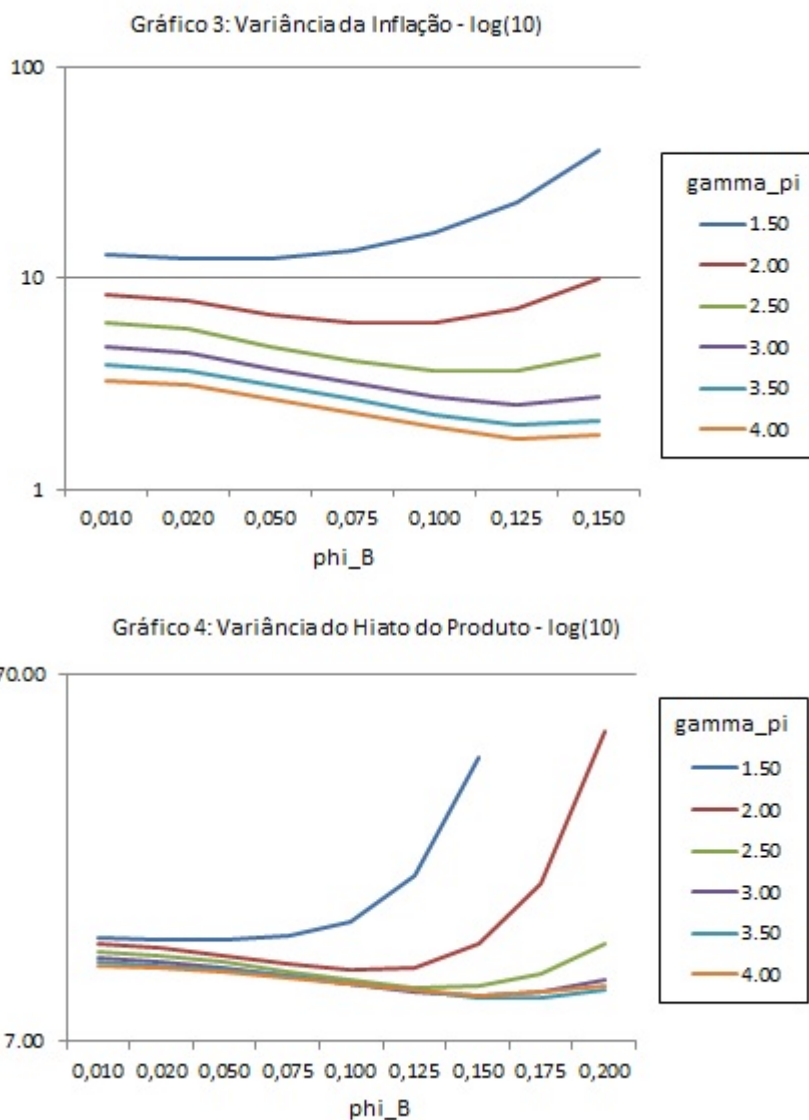 Gráfico 3: Variância da Inflação - log(10)
100
10
1
0,010 0,020 0,050 0,075 0,100 0,125 0,150
phi_B
gamma_pi
1.50
2.00
2.50
3.00
3.50
4.00
Gráfico 4: Variância do Hiato do Produto - log(10)
70.00
7.00
0,010 0,020 0,050 0,075 0,100 0,125 0,150 0,175 0,200
phi_B
gamma_pi
1.50
2.00
2.50
3.00
3.50
4.00